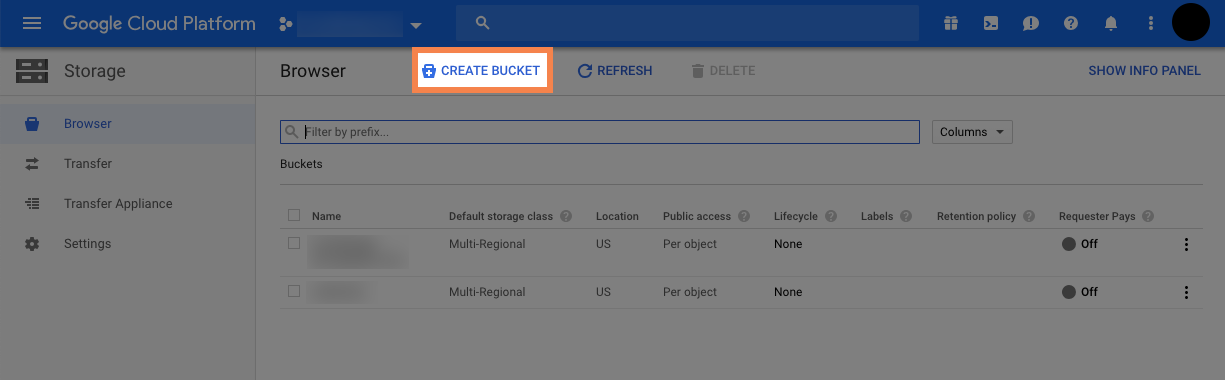 Google Cloud Platform
Storage
Browser
CREATE BUCKET
REFRESH
DELETE
SHOW INFO PANEL
Browser
Transfer
Transfer Appliance
Settings
Filter by prefix...
Columns
Buckets
Name Default storage class ? Location Public access ? Lifecycle ? Labels ? Retention policy ? Requester Pays ?
Multi-Regional US Per object None Off
Multi-Regional US Per object None Off